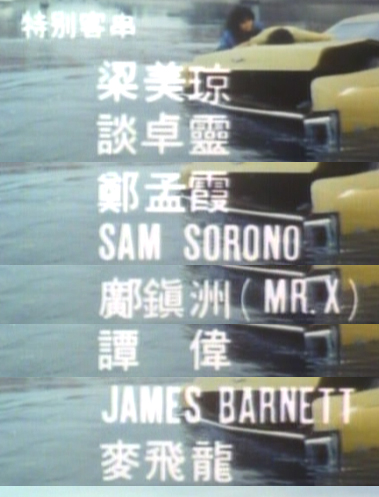 特別客串
梁美琼
談卓靈
鄭孟霞
SAM SORONO
鄺鎭洲(MR.X)
譚 偉
JAMES BARNETT
麥飛龍